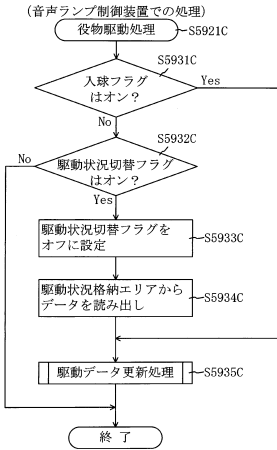 (音声ランプ制御装置での処理)
役物駆動処理
S5921C
S5931C
入球フラグ
はオン?
Yes
No
S5932C
No
駆動状況切替フラグ
はオン?
Yes
駆動状況切替フラグを
オフに設定
S5933C
駆動状況格納エリアから
データを読み出し
S5934C
駆動データ更新処理
S5935C
終了